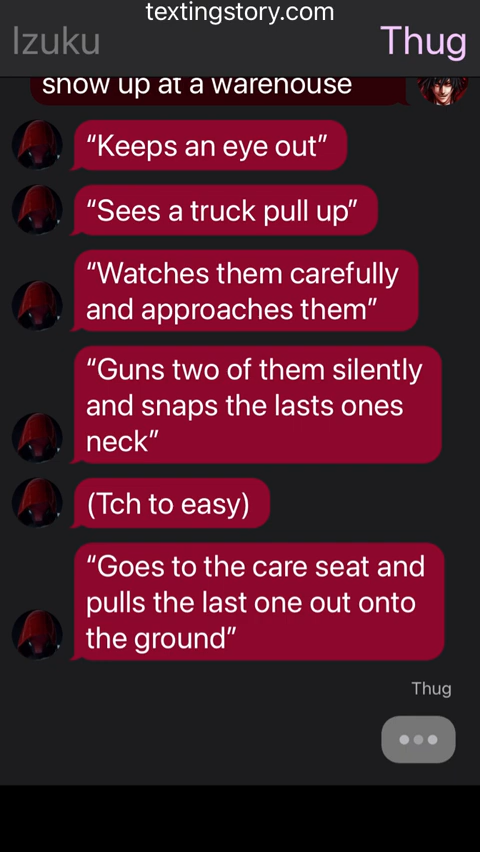 textingstory.com
Izuku
Thug
show up at a warehouse
“Keeps an eye out”
“Sees a truck pull up”
“Watches them carefully
and approaches them”
“Guns two of them silently
and snaps the lasts ones
neck”
(Tch to easy)
“Goes to the care seat and
pulls the last one out onto
the ground”
Thug